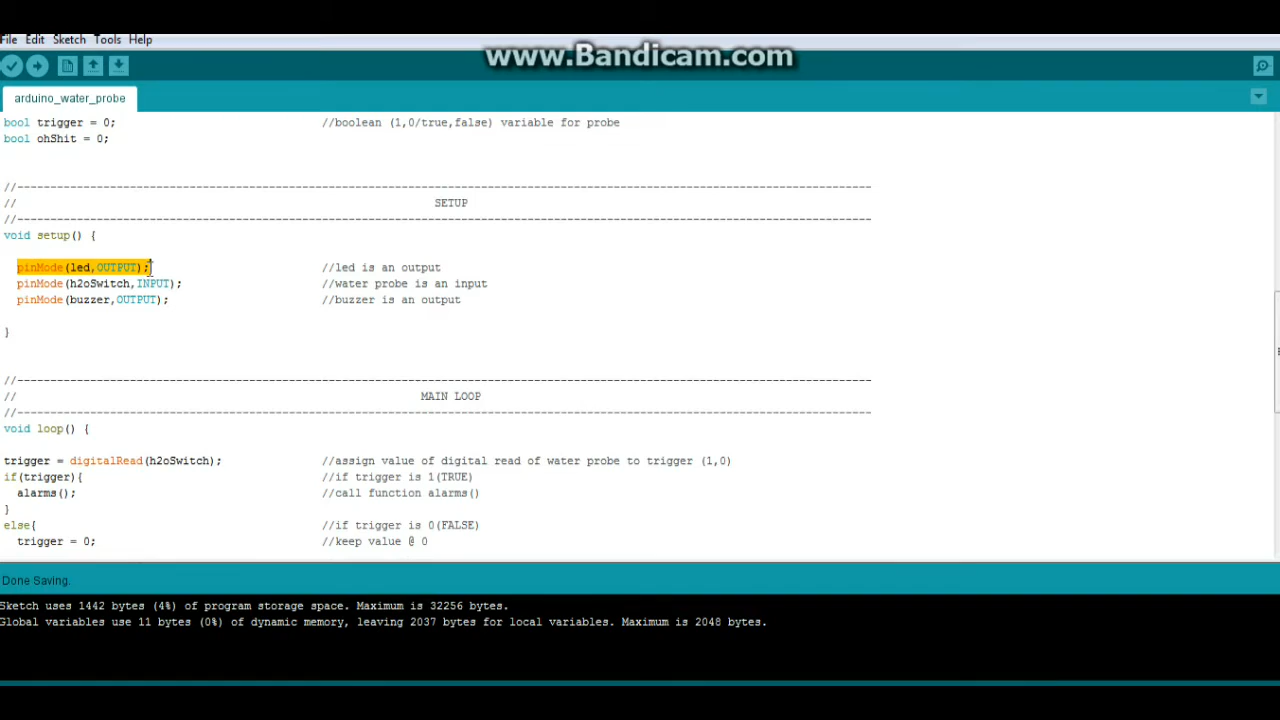 www.Bandicam.com
File Edit Sketch Tools Help
arduino_water_probe
bool trigger = 0; //boolean (1,0/true,false) variable for probe
bool ohShit = 0;
//---------------------------------------------------------------------------------------------------------------------------------
// SETUP
//---------------------------------------------------------------------------------------------------------------------------------
void setup() {
pinMode(led,OUTPUT); //led is an output
pinMode(h2oSwitch,INPUT); //water probe is an input
pinMode(buzzer,OUTPUT); //buzzer is an output
}
//---------------------------------------------------------------------------------------------------------------------------------
// MAIN LOOP
//---------------------------------------------------------------------------------------------------------------------------------
void loop() {
trigger = digitalRead(h2oSwitch); //assign value of digital read of water probe to trigger (1,0)
if(trigger){ //if trigger is 1(TRUE)
alarms(); //call function alarms()
}
else{ //if trigger is 0(FALSE)
trigger = 0; //keep value @ 0
Done Saving.
Sketch uses 1442 bytes (4%) of program storage space. Maximum is 32256 bytes.
Global variables use 11 bytes (0%) of dynamic memory, leaving 2037 bytes for local variables. Maximum is 2048 bytes.